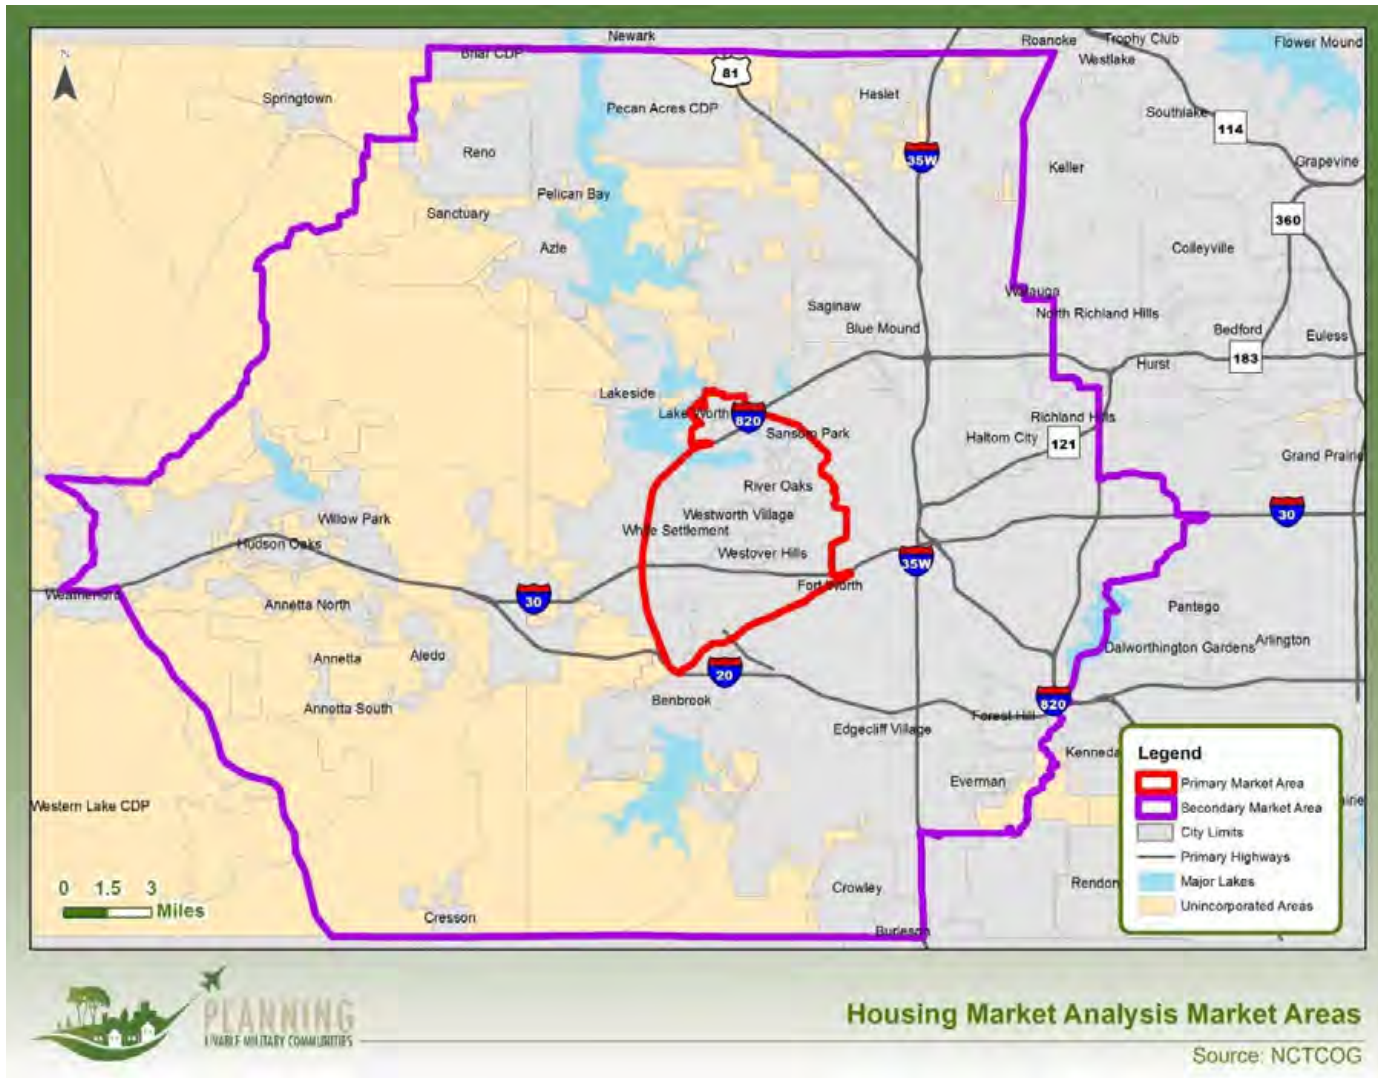 Newark
Roanoke
Trophy Club
Flower Mound
N
Briar CDP
81
Westlake
Springtown
Pecan Acres CDP
Haslet
Southlake
114
Reno
35W
Keller
Grapevine
Pelican Bay
Sanctuary
360
Azle
Colleyville
Watauga
Saginaw
North Richland Hills
Blue Mound
Bedford
Euless
183
Hurst
Lakeside
Lake Worth
820
Richland Hills
Sansom Park
Haltom City
121
Grand Prairie
River Oaks
Willow Park
Westworth Village
30
White Settlement
Hudson Oaks
Westover Hills
35W
Weatherford
Fort Worth
30
Annetta North
Pantego
Annetta
Aledo
Dalworthington Gardens
Arlington
20
Benbrook
820
Annetta South
Forest Hill
Edgecliff Village
Kenneda
Everman
Western Lake CDP
Crowley
Rendon
Cresson
Burleson
Legend
Primary Market Area
Secondary Market Area
City Limits
Primary Highways
Major Lakes
Unincorporated Areas
0 1.5 3
Miles
PLANNING
LIVABLE MILITARY COMMUNITIES
Housing Market Analysis Market Areas
Source: NCTCOG